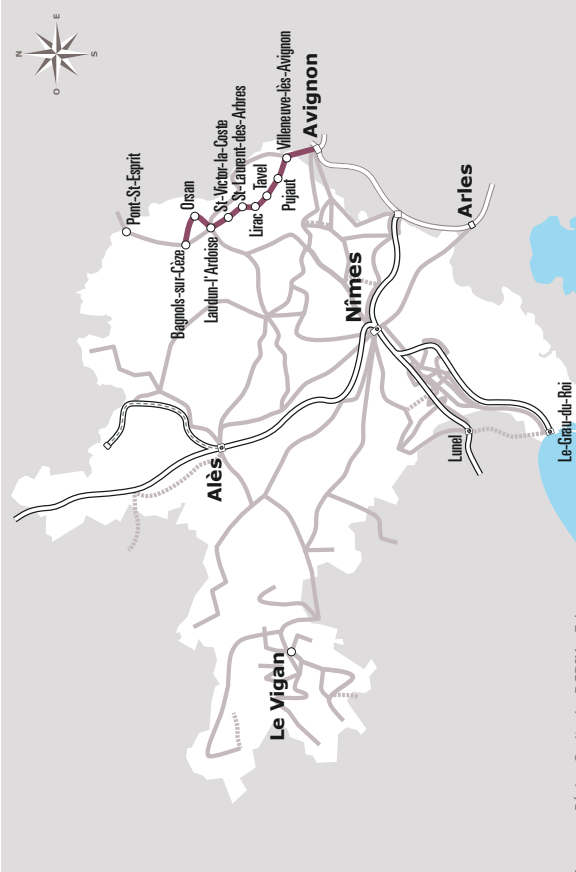 N
E
S
O
Pont-St-Esprit
Bagnols-sur-Cèze
Orsan
Laudun-l'Ardoise
St-Victor-la-Coste
St-Laurent-des-Arbres
Lirac
Tavel
Pujaut
Villeneuve-lès-Avignon
Avignon
Arles
Nîmes
Alès
Lunel
Le-Grau-du-Roi
Le Vigan